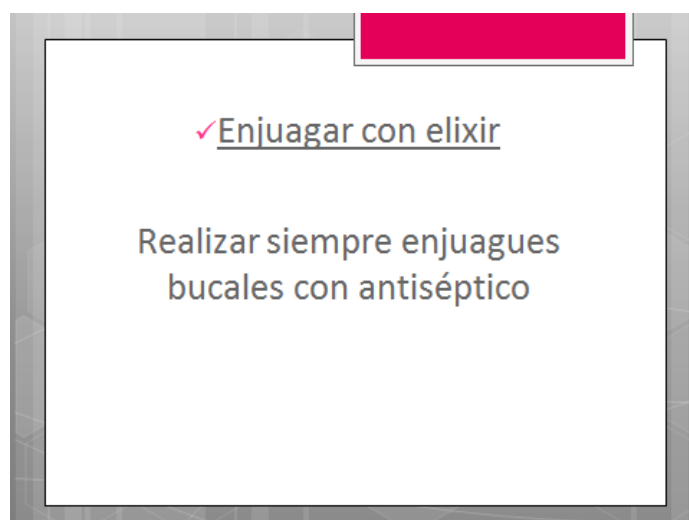 ✓Enjuagar con elixir
Realizar siempre enjuagues
bucales con antiséptico